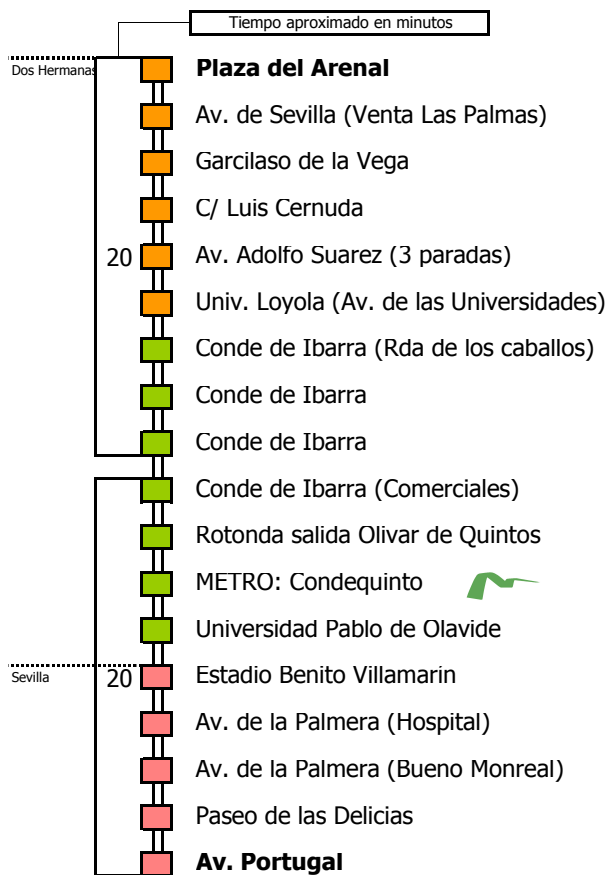 Tiempo aproximado en minutos
Dos Hermanas
Plaza del Arenal
Av. de Sevilla (Venta Las Palmas)
Garcilaso de la Vega
C/ Luis Cernuda
20
Av. Adolfo Suarez (3 paradas)
Univ. Loyola (Av. de las Universidades)
Conde de Ibarra (Rda de los caballos)
Conde de Ibarra
Conde de Ibarra
Conde de Ibarra (Comerciales)
Rotonda salida Olivar de Quintos
METRO: Condequinto
Universidad Pablo de Olavide
Sevilla
20
Estadio Benito Villamarin
Av. de la Palmera (Hospital)
Av. de la Palmera (Bueno Monreal)
Paseo de las Delicias
Av. Portugal